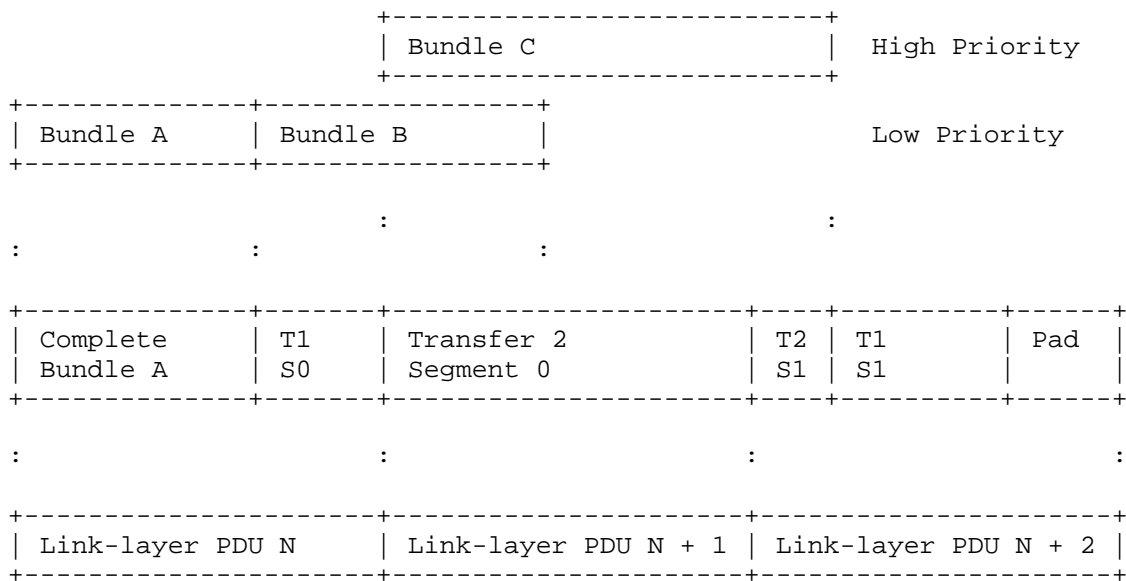 Bundle C High Priority
Bundle A Bundle B Low Priority
: :
: : :
Complete T1 Transfer 2 T2 T1 Pad
Bundle A S0 Segment 0 S1 S1
: : : :
Link-layer PDU N Link-layer PDU N + 1 Link-layer PDU N + 2